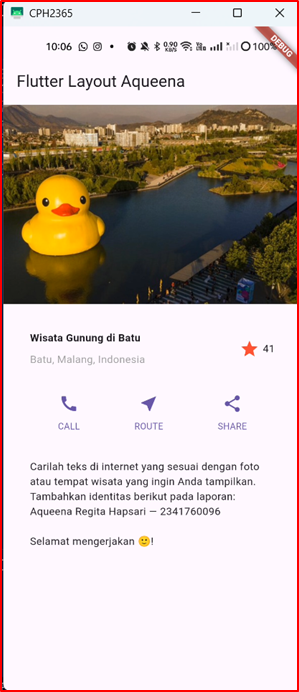 CPH2365
10:06
0.90
KB/s
100%
DEBUG
Flutter Layout Aqueena
Wisata Gunung di Batu
Batu, Malang, Indonesia
41
CALL
ROUTE
SHARE
Carilah teks di internet yang sesuai dengan foto
atau tempat wisata yang ingin Anda tampilkan.
Tambahkan identitas berikut pada laporan:
Aqueena Regita Hapsari — 2341760096
Selamat mengerjakan 🙂!